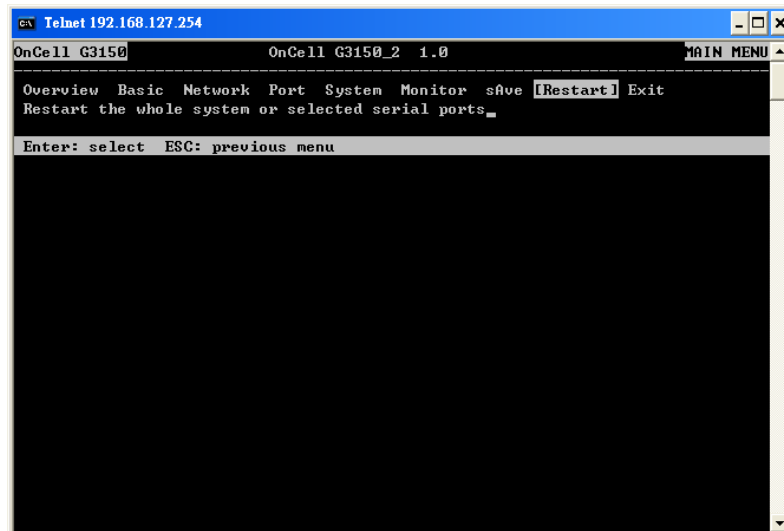 Telnet 192.168.127.254
OnCell G3150 OnCell G3150_2 1.0 MAIN MENU
Overview Basic Network Port System Monitor sAve [Restart] Exit
Restart the whole system or selected serial ports_
Enter: select ESC: previous menu